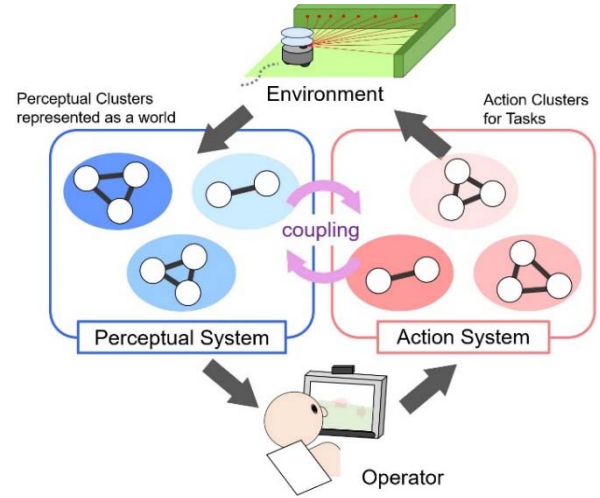 Environment
Perceptual Clusters
represented as a world
Action Clusters
for Tasks
coupling
Perceptual System
Action System
Operator